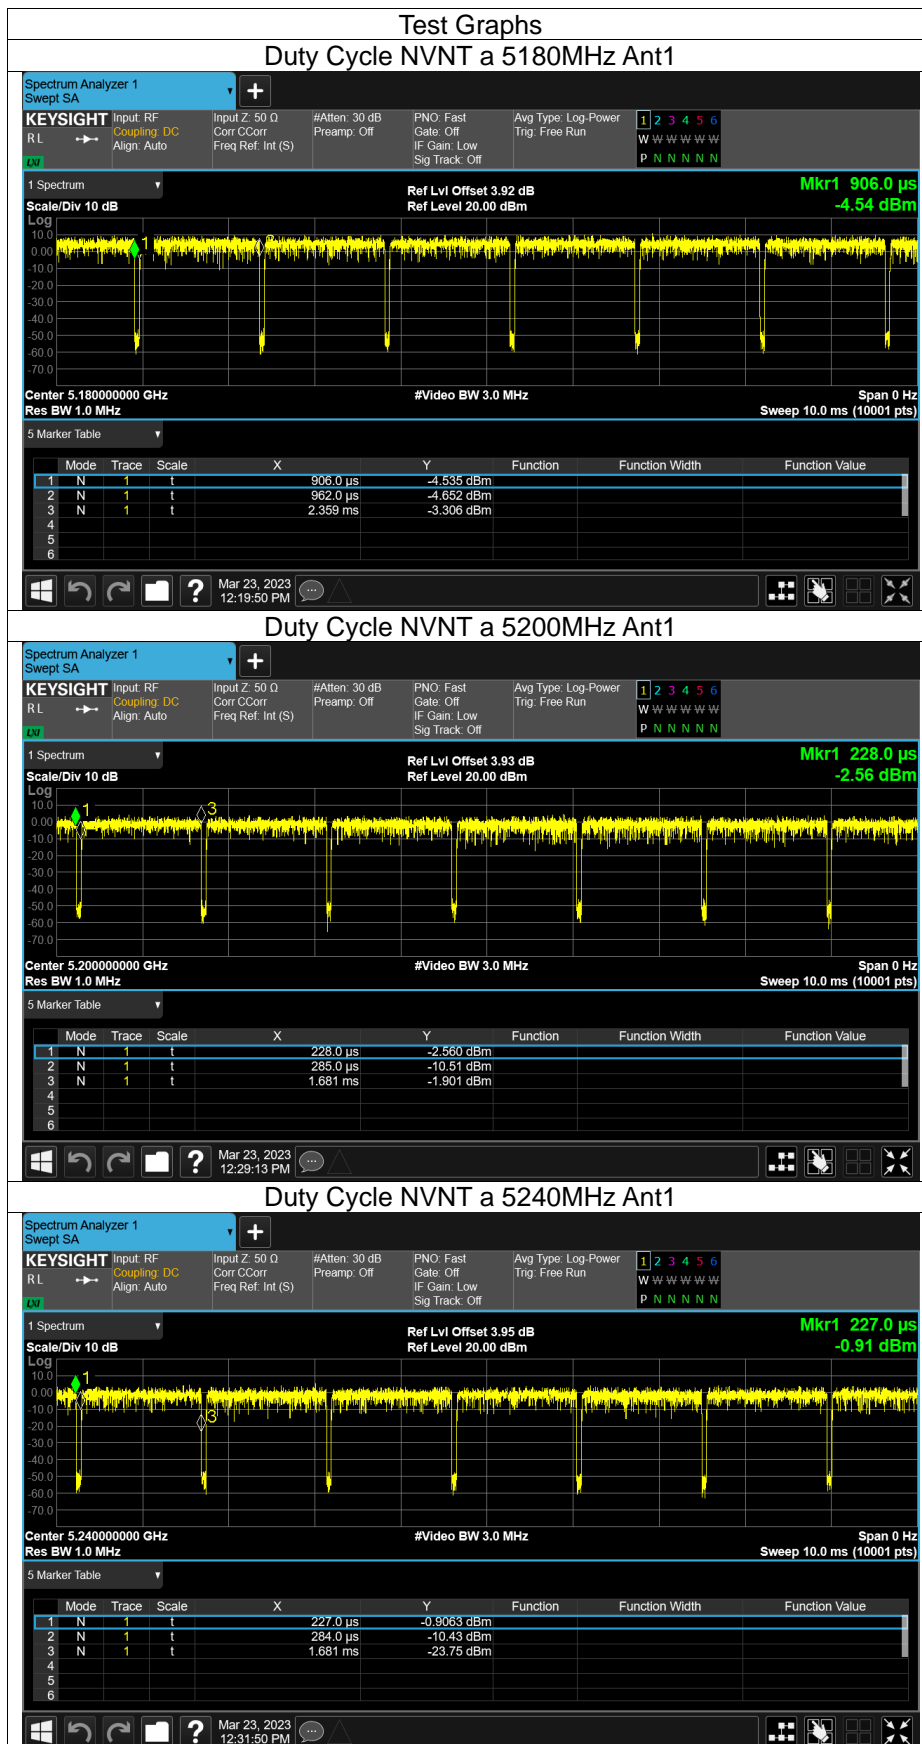 Test Graphs
Duty Cycle NVNT a 5180MHz Ant1
Spectrum Analyzer 1
Swept SA
+
KEYSIGHT Input: RF Input Z: 50 Ω #Atten: 30 dB PNO: Fast Avg Type: Log-Power 1 2 3 4 5 6
R L Coupling: DC Corr CCorr Preamp: Off Gate: Off Trig: Free Run W W W W W W
Align: Auto Freq Ref: Int (S) IF Gain: Low
LXI Sig Track: Off P N N N N N
1 Spectrum Ref Lvl Offset 3.92 dB Mkr1 906.0 µs
Scale/Div 10 dB Ref Level 20.00 dBm -4.54 dBm
Log
10.0
0.00
-10.0
-20.0
-30.0
-40.0
-50.0
-60.0
-70.0
1
Center 5.180000000 GHz #Video BW 3.0 MHz Span 0 Hz
Res BW 1.0 MHz Sweep 10.0 ms (10001 pts)
5 Marker Table
Mode Trace Scale X Y Function Function Width Function Value
1 N 1 t 906.0 µs -4.535 dBm
2 N 1 t 962.0 µs -4.652 dBm
3 N 1 t 2.359 ms -3.306 dBm
4
5
6
? Mar 23, 2023
12:19:50 PM
Duty Cycle NVNT a 5200MHz Ant1
Spectrum Analyzer 1
Swept SA
+
KEYSIGHT Input: RF Input Z: 50 Ω #Atten: 30 dB PNO: Fast Avg Type: Log-Power 1 2 3 4 5 6
R L Coupling: DC Corr CCorr Preamp: Off Gate: Off Trig: Free Run W W W W W W
Align: Auto Freq Ref: Int (S) IF Gain: Low
LXI Sig Track: Off P N N N N N
1 Spectrum Ref Lvl Offset 3.93 dB Mkr1 228.0 µs
Scale/Div 10 dB Ref Level 20.00 dBm -2.56 dBm
Log
10.0
0.00
-10.0
-20.0
-30.0
-40.0
-50.0
-60.0
-70.0
1 3
Center 5.200000000 GHz #Video BW 3.0 MHz Span 0 Hz
Res BW 1.0 MHz Sweep 10.0 ms (10001 pts)
5 Marker Table
Mode Trace Scale X Y Function Function Width Function Value
1 N 1 t 228.0 µs -2.560 dBm
2 N 1 t 285.0 µs -10.51 dBm
3 N 1 t 1.681 ms -1.901 dBm
4
5
6
? Mar 23, 2023
12:29:13 PM
Duty Cycle NVNT a 5240MHz Ant1
Spectrum Analyzer 1
Swept SA
+
KEYSIGHT Input: RF Input Z: 50 Ω #Atten: 30 dB PNO: Fast Avg Type: Log-Power 1 2 3 4 5 6
R L Coupling: DC Corr CCorr Preamp: Off Gate: Off Trig: Free Run W W W W W W
Align: Auto Freq Ref: Int (S) IF Gain: Low
LXI Sig Track: Off P N N N N N
1 Spectrum Ref Lvl Offset 3.95 dB Mkr1 227.0 µs
Scale/Div 10 dB Ref Level 20.00 dBm -0.91 dBm
Log
10.0
0.00
-10.0
-20.0
-30.0
-40.0
-50.0
-60.0
-70.0
1
3
Center 5.240000000 GHz #Video BW 3.0 MHz Span 0 Hz
Res BW 1.0 MHz Sweep 10.0 ms (10001 pts)
5 Marker Table
Mode Trace Scale X Y Function Function Width Function Value
1 N 1 t 227.0 µs -0.9063 dBm
2 N 1 t 284.0 µs -10.43 dBm
3 N 1 t 1.681 ms -23.75 dBm
4
5
6
? Mar 23, 2023
12:31:50 PM